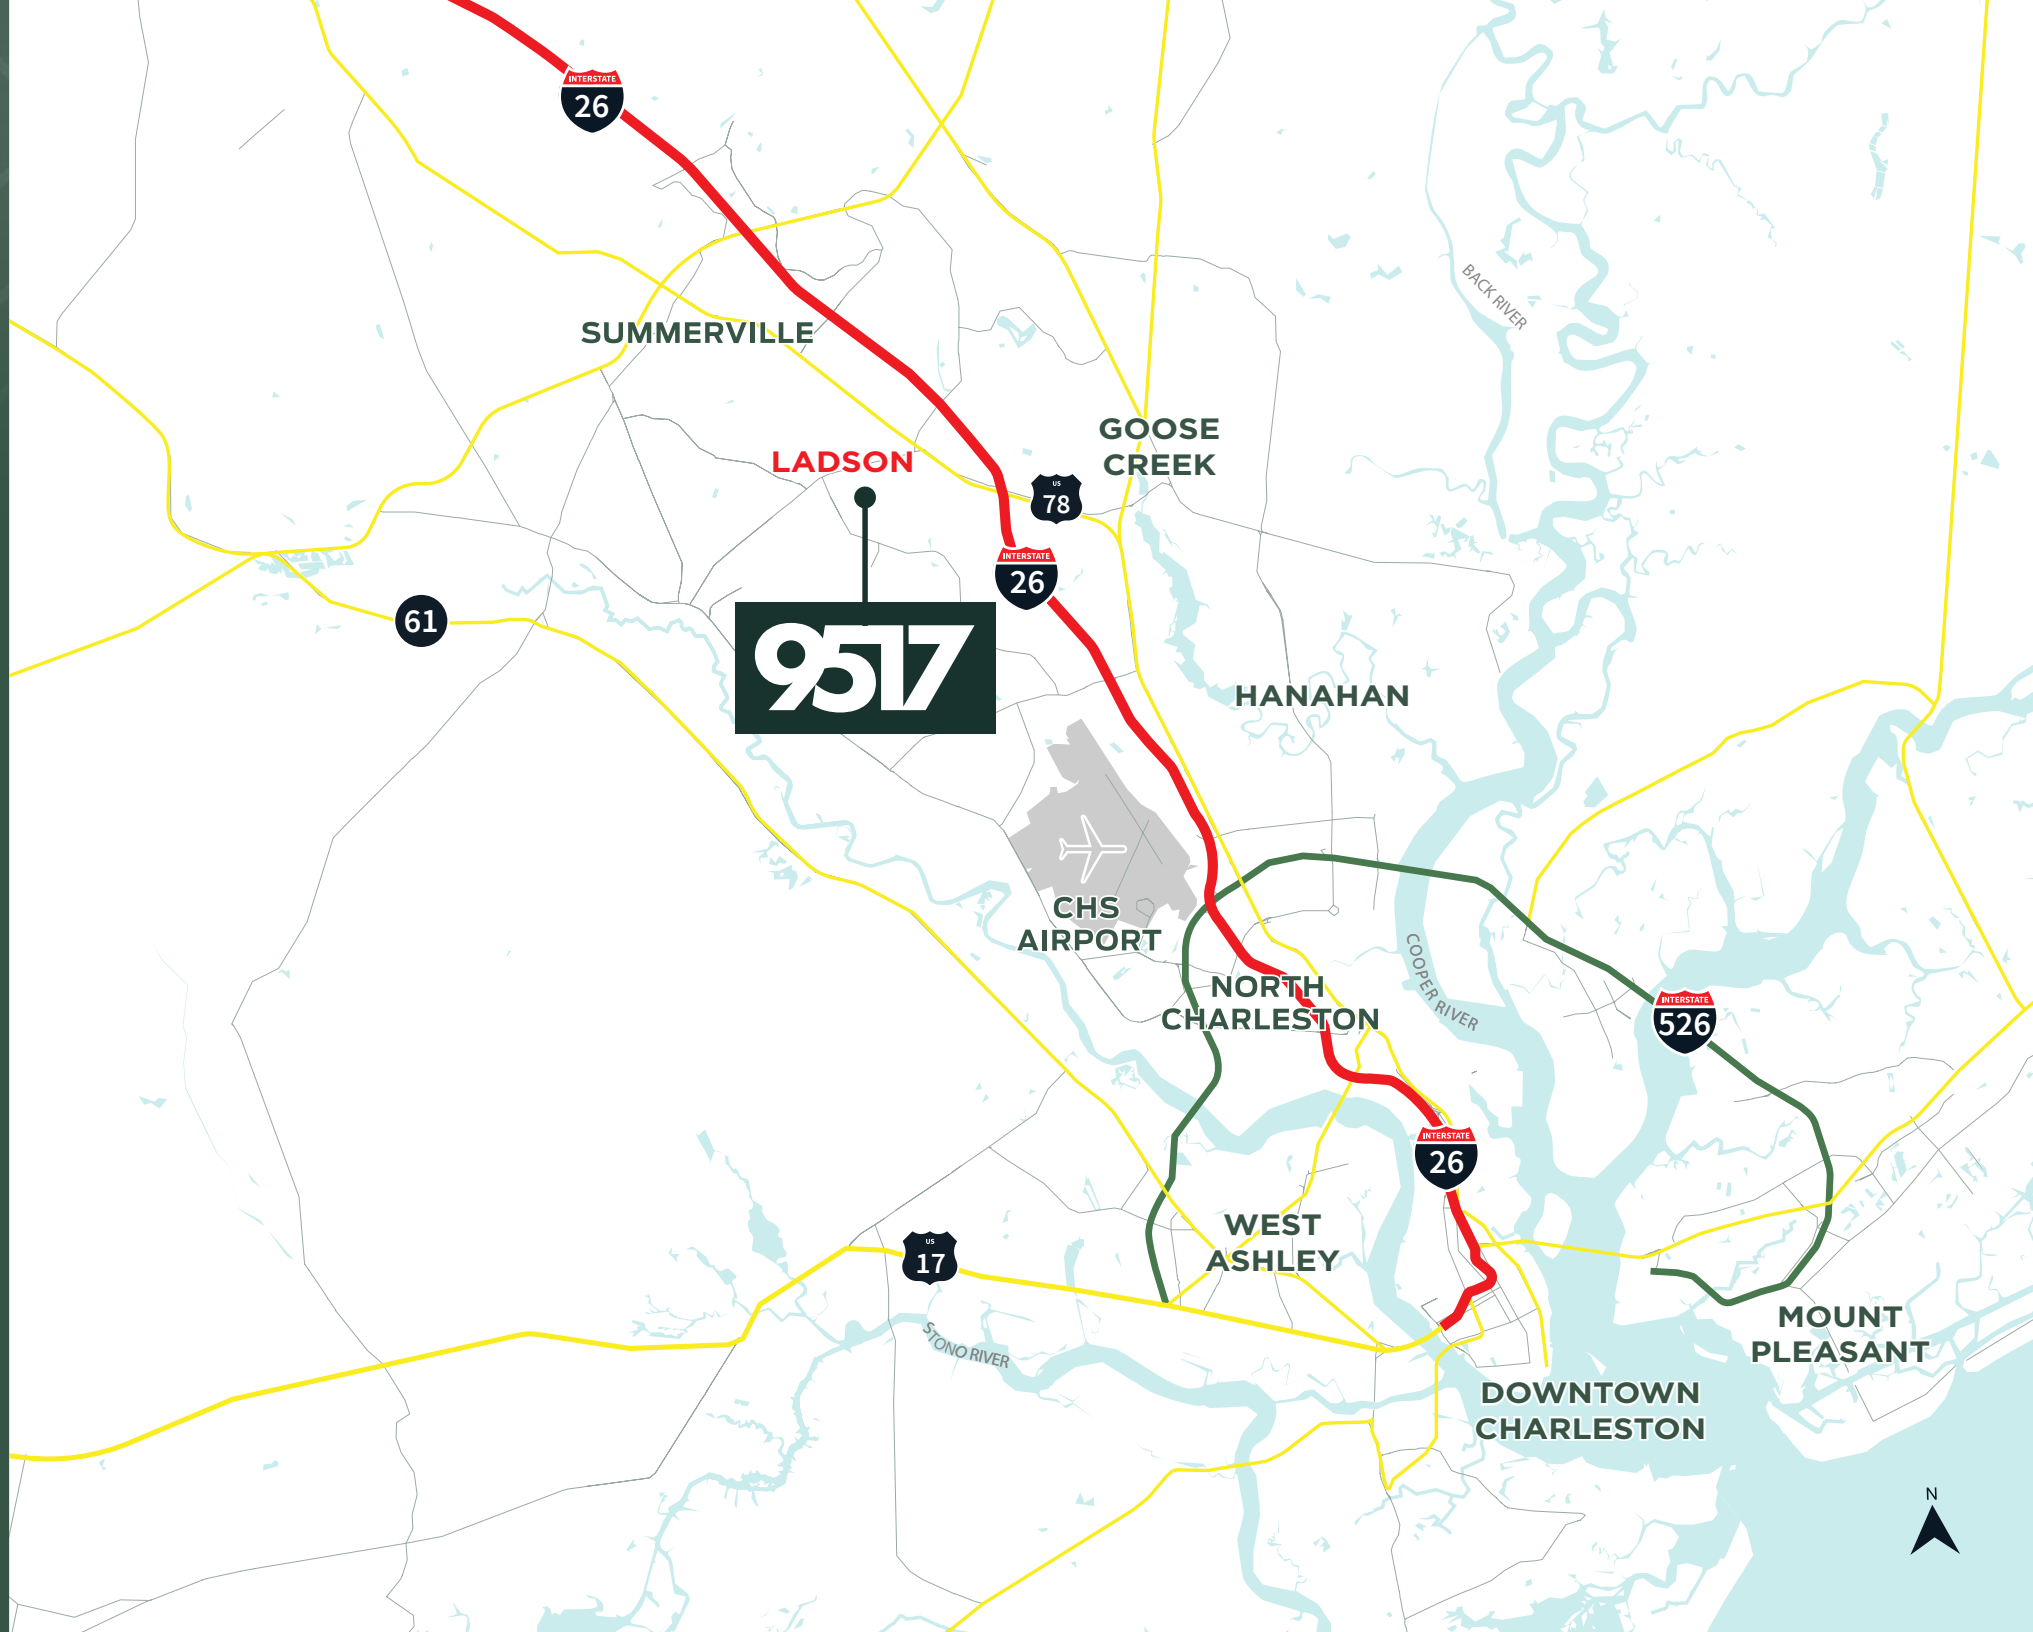 INTERSTATE
26
BACK RIVER
SUMMERVILLE
GOOSE
CREEK
LADSON
US
78
INTERSTATE
26
61
9517
HANAHAN
CHS
AIRPORT
COOPER RIVER
NORTH
CHARLESTON
INTERSTATE
526
INTERSTATE
26
WEST
ASHLEY
US
17
STONO RIVER
MOUNT
PLEASANT
DOWNTOWN
CHARLESTON
N